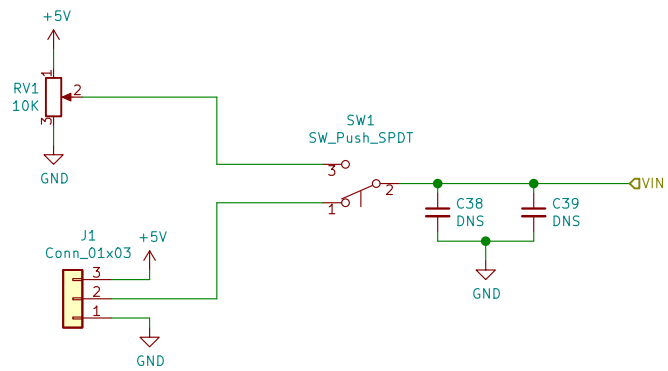 +5V
1
RV1
10K
2
3
GND
SW1
SW_Push_SPDT
3
2
1
VIN
C38
DNS
C39
DNS
GND
J1
Conn_01x03
+5V
3
2
1
GND